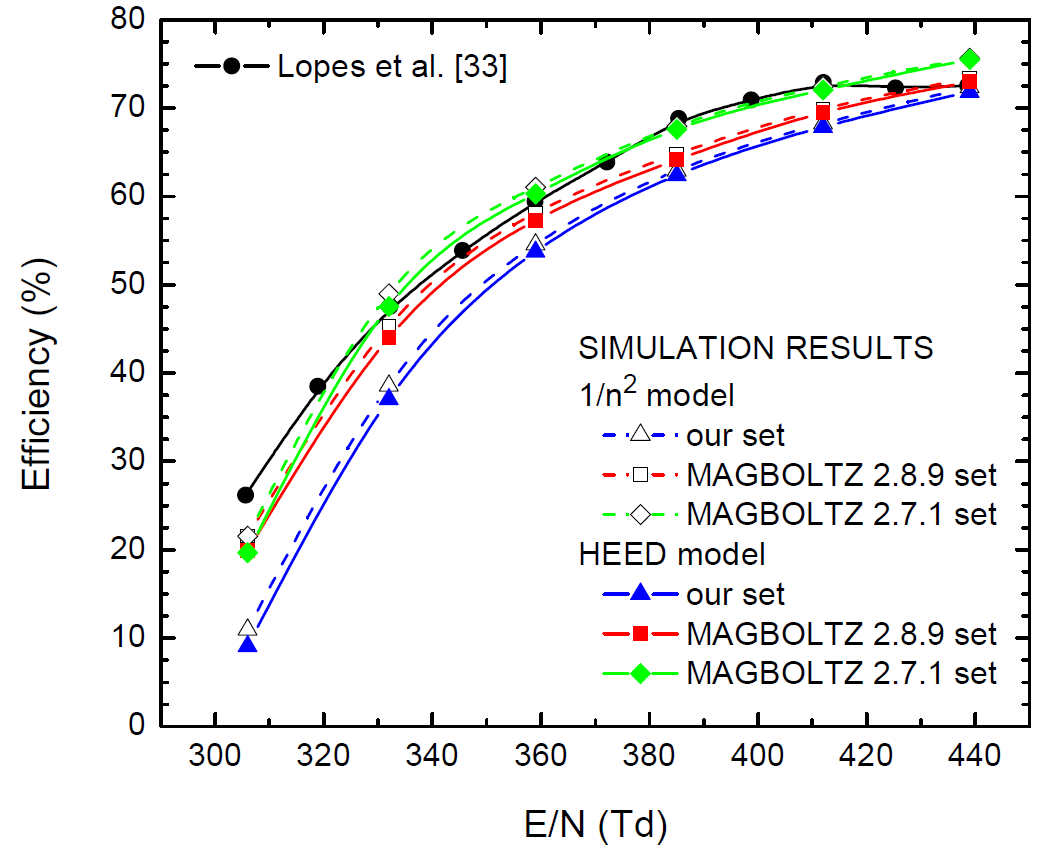 80
70
60
50
40
30
20
10
0
Efficiency (%)
Lopes et al. [33]
SIMULATION RESULTS
1/n² model
our set
MAGBOLTZ 2.8.9 set
MAGBOLTZ 2.7.1 set
HEED model
our set
MAGBOLTZ 2.8.9 set
MAGBOLTZ 2.7.1 set
300 320 340 360 380 400 420 440
E/N (Td)